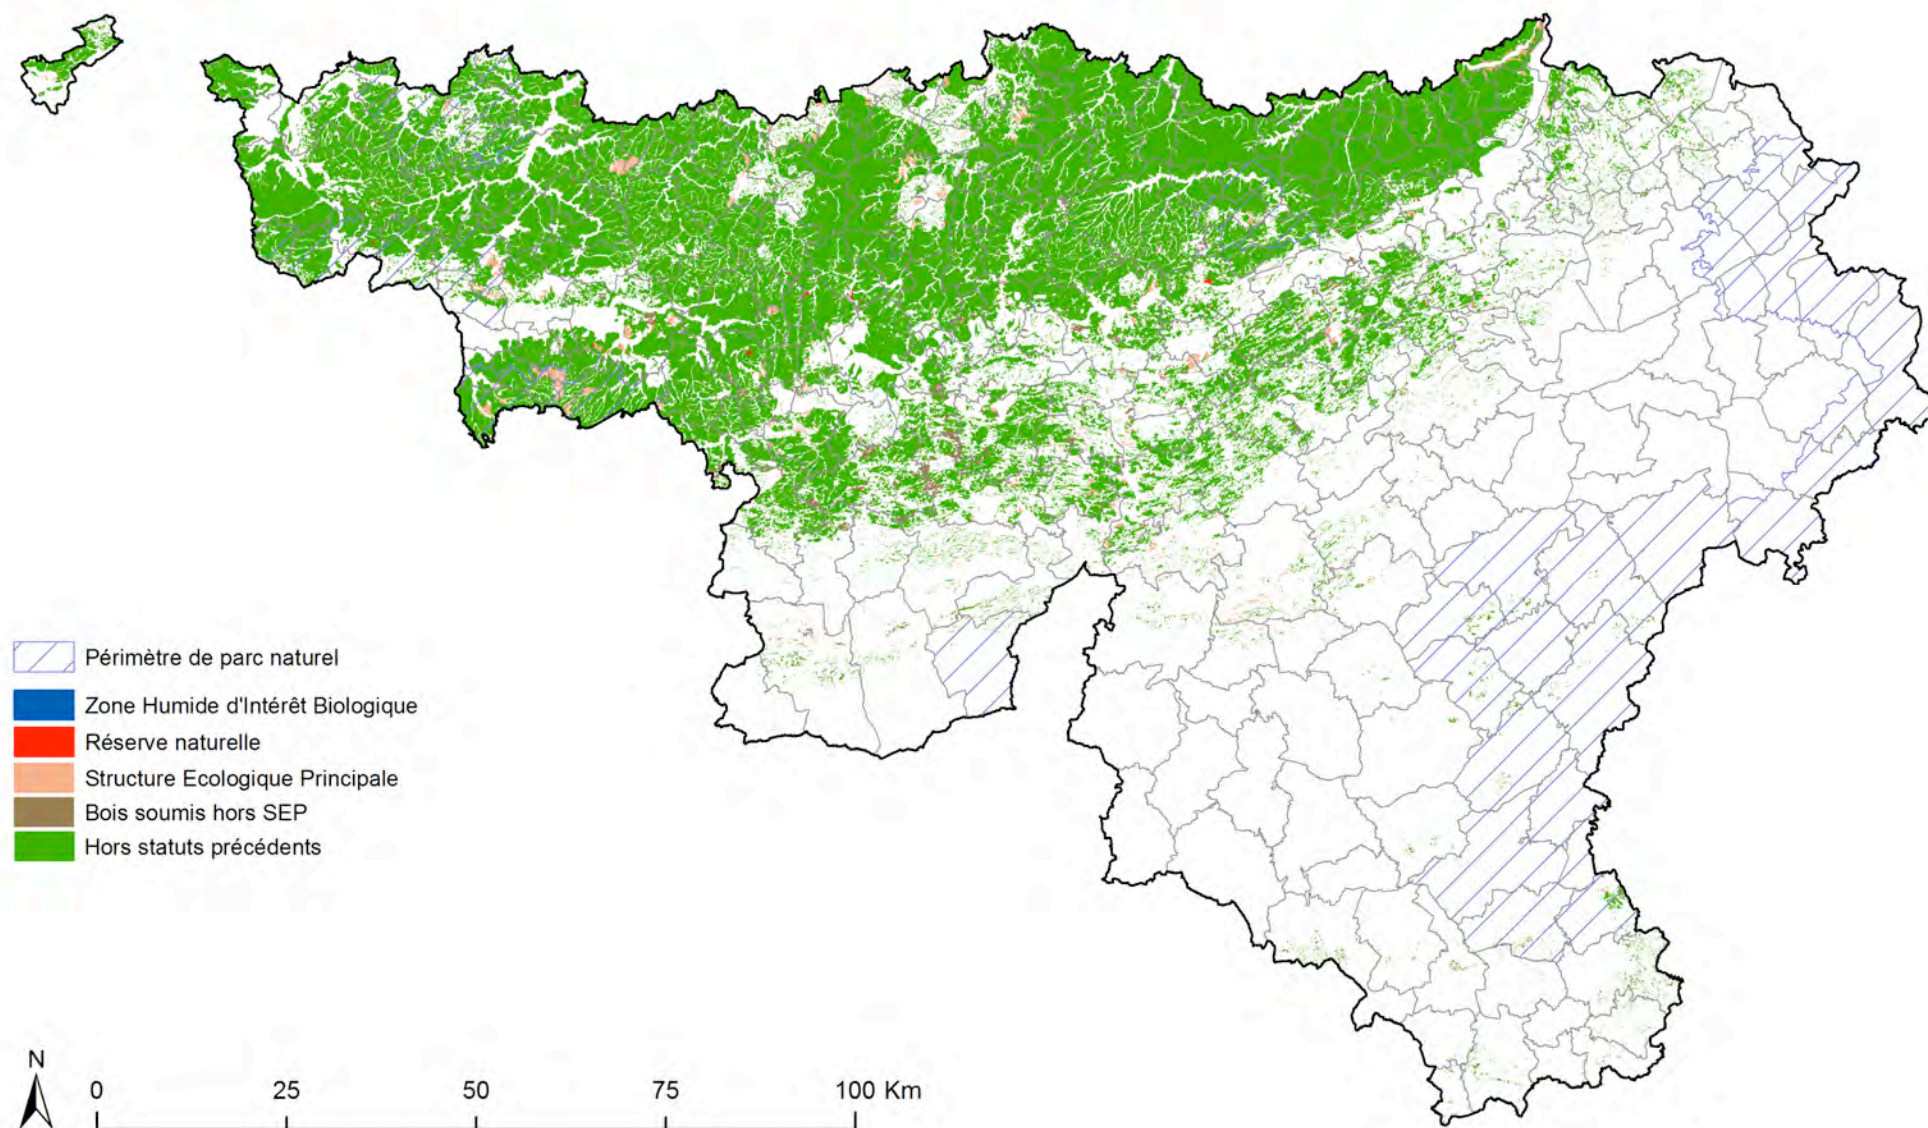 Périmètre de parc naturel
Zone Humide d'Intérêt Biologique
Réserve naturelle
Structure Ecologique Principale
Bois soumis hors SEP
Hors statuts précédents
N
0 25 50 75 100 Km